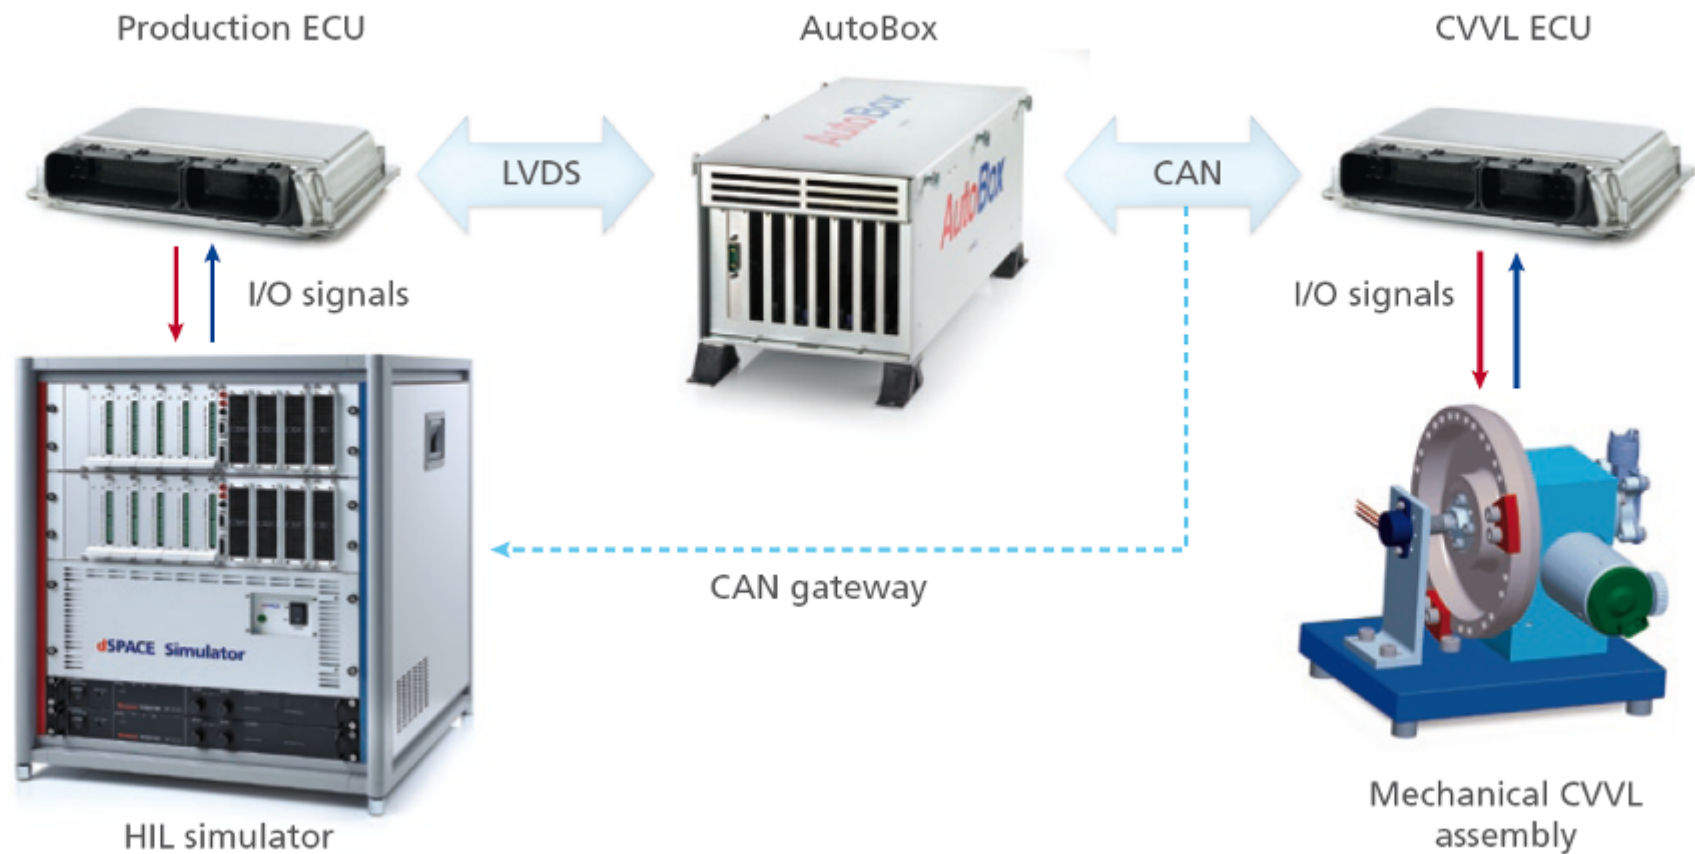 Production ECU
AutoBox
CVVL ECU
AutoBox
LVDS
CAN
AutoBox
I/O signals
I/O signals
CAN gateway
dSPACE Simulator
HIL simulator
Mechanical CVVL
assembly